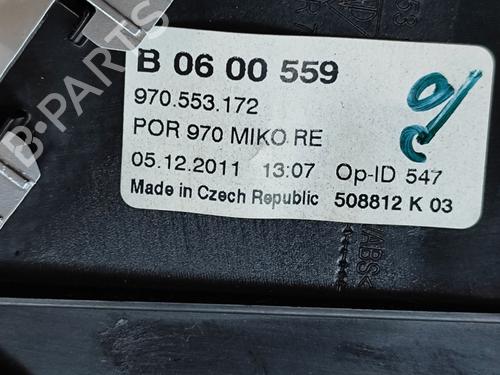 B 06 00 559
970.553.172
POR 970 MIKO RE
05.12.2011 13:07 Op-ID 547
Made in Czech Republic 508812 K 03
B-Parts